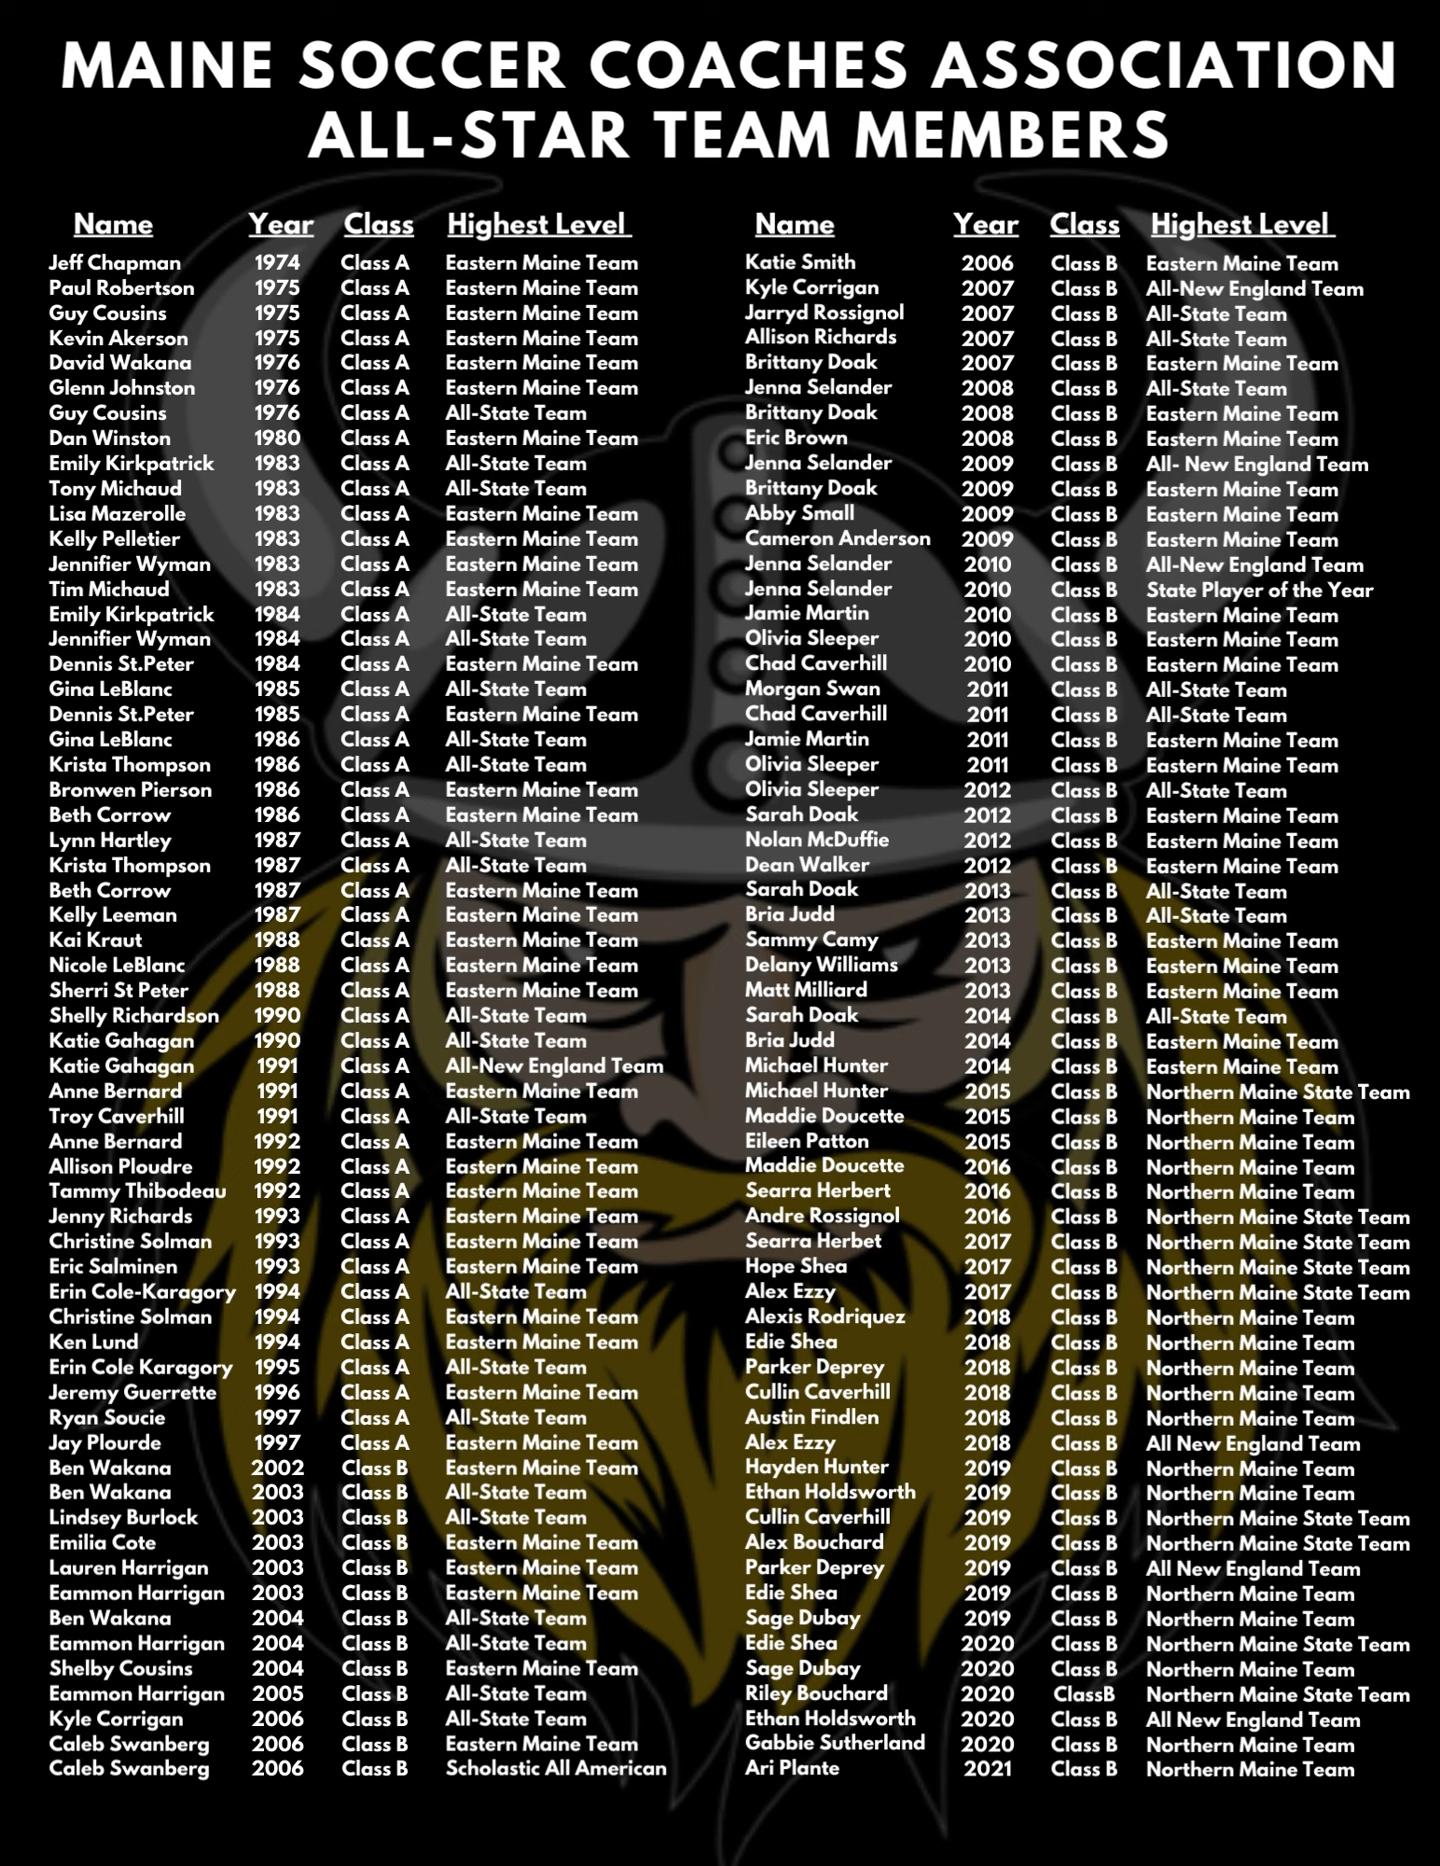 MAINE SOCCER COACHES ASSOCIATION
ALL-STAR TEAM MEMBERS
Name Year Class Highest Level
Jeff Chapman 1974 Class A Eastern Maine Team
Paul Robertson 1975 Class A Eastern Maine Team
Guy Cousins 1975 Class A Eastern Maine Team
Kevin Akerson 1975 Class A Eastern Maine Team
David Wakana 1976 Class A Eastern Maine Team
Glenn Johnston 1976 Class A Eastern Maine Team
Guy Cousins 1976 Class A All-State Team
Dan Winston 1980 Class A Eastern Maine Team
Emily Kirkpatrick 1983 Class A All-State Team
Tony Michaud 1983 Class A All-State Team
Lisa Mazerolle 1983 Class A Eastern Maine Team
Kelly Pelletier 1983 Class A Eastern Maine Team
Jennifier Wyman 1983 Class A Eastern Maine Team
Tim Michaud 1983 Class A Eastern Maine Team
Emily Kirkpatrick 1984 Class A All-State Team
Jennifier Wyman 1984 Class A All-State Team
Dennis St.Peter 1984 Class A Eastern Maine Team
Gina LeBlanc 1985 Class A All-State Team
Dennis St.Peter 1985 Class A Eastern Maine Team
Gina LeBlanc 1986 Class A All-State Team
Krista Thompson 1986 Class A All-State Team
Bronwen Pierson 1986 Class A Eastern Maine Team
Beth Corrow 1986 Class A Eastern Maine Team
Lynn Hartley 1987 Class A All-State Team
Krista Thompson 1987 Class A All-State Team
Beth Corrow 1987 Class A Eastern Maine Team
Kelly Leeman 1987 Class A Eastern Maine Team
Kai Kraut 1988 Class A Eastern Maine Team
Nicole LeBlanc 1988 Class A Eastern Maine Team
Sherri St Peter 1988 Class A Eastern Maine Team
Shelly Richardson 1990 Class A All-State Team
Katie Gahagan 1990 Class A All-State Team
Katie Gahagan 1991 Class A All-New England Team
Anne Bernard 1991 Class A Eastern Maine Team
Troy Caverhill 1991 Class A All-State Team
Anne Bernard 1992 Class A Eastern Maine Team
Allison Ploudre 1992 Class A Eastern Maine Team
Tammy Thibodeau 1992 Class A Eastern Maine Team
Jenny Richards 1993 Class A Eastern Maine Team
Christine Solman 1993 Class A Eastern Maine Team
Eric Salminen 1993 Class A Eastern Maine Team
Erin Cole-Karagory 1994 Class A All-State Team
Christine Solman 1994 Class A Eastern Maine Team
Ken Lund 1994 Class A Eastern Maine Team
Erin Cole Karagory 1995 Class A All-State Team
Jeremy Guerrette 1996 Class A Eastern Maine Team
Ryan Soucie 1997 Class A All-State Team
Jay Plourde 1997 Class A Eastern Maine Team
Ben Wakana 2002 Class B Eastern Maine Team
Ben Wakana 2003 Class B All-State Team
Lindsey Burlock 2003 Class B All-State Team
Emilia Cote 2003 Class B Eastern Maine Team
Lauren Harrigan 2003 Class B Eastern Maine Team
Eammon Harrigan 2003 Class B Eastern Maine Team
Ben Wakana 2004 Class B All-State Team
Eammon Harrigan 2004 Class B All-State Team
Shelby Cousins 2004 Class B Eastern Maine Team
Eammon Harrigan 2005 Class B All-State Team
Kyle Corrigan 2006 Class B All-State Team
Caleb Swanberg 2006 Class B Eastern Maine Team
Caleb Swanberg 2006 Class B Scholastic All American
Name Year Class Highest Level
Katie Smith 2006 Class B Eastern Maine Team
Kyle Corrigan 2007 Class B All-New England Team
Jarryd Rossignol 2007 Class B All-State Team
Allison Richards 2007 Class B All-State Team
Brittany Doak 2007 Class B Eastern Maine Team
Jenna Selander 2008 Class B All-State Team
Brittany Doak 2008 Class B Eastern Maine Team
Eric Brown 2008 Class B Eastern Maine Team
Jenna Selander 2009 Class B All- New England Team
Brittany Doak 2009 Class B Eastern Maine Team
Abby Small 2009 Class B Eastern Maine Team
Cameron Anderson 2009 Class B Eastern Maine Team
Jenna Selander 2010 Class B All-New England Team
Jenna Selander 2010 Class B State Player of the Year
Jamie Martin 2010 Class B Eastern Maine Team
Olivia Sleeper 2010 Class B Eastern Maine Team
Chad Caverhill 2010 Class B Eastern Maine Team
Morgan Swan 2011 Class B All-State Team
Chad Caverhill 2011 Class B All-State Team
Jamie Martin 2011 Class B Eastern Maine Team
Olivia Sleeper 2011 Class B Eastern Maine Team
Olivia Sleeper 2012 Class B All-State Team
Sarah Doak 2012 Class B Eastern Maine Team
Nolan McDuffie 2012 Class B Eastern Maine Team
Dean Walker 2012 Class B Eastern Maine Team
Sarah Doak 2013 Class B All-State Team
Bria Judd 2013 Class B All-State Team
Sammy Camy 2013 Class B Eastern Maine Team
Delany Williams 2013 Class B Eastern Maine Team
Matt Milliard 2013 Class B Eastern Maine Team
Sarah Doak 2014 Class B All-State Team
Bria Judd 2014 Class B Eastern Maine Team
Michael Hunter 2014 Class B Eastern Maine Team
Michael Hunter 2015 Class B Northern Maine State Team
Maddie Doucette 2015 Class B Northern Maine Team
Eileen Patton 2015 Class B Northern Maine Team
Maddie Doucette 2016 Class B Northern Maine Team
Searra Herbert 2016 Class B Northern Maine Team
Andre Rossignol 2016 Class B Northern Maine State Team
Searra Herbet 2017 Class B Northern Maine State Team
Hope Shea 2017 Class B Northern Maine State Team
Alex Ezzy 2017 Class B Northern Maine State Team
Alexis Rodriquez 2018 Class B Northern Maine Team
Edie Shea 2018 Class B Northern Maine Team
Parker Deprey 2018 Class B Northern Maine Team
Cullin Caverhill 2018 Class B Northern Maine Team
Austin Findlen 2018 Class B Northern Maine Team
Alex Ezzy 2018 Class B All New England Team
Hayden Hunter 2019 Class B Northern Maine Team
Ethan Holdsworth 2019 Class B Northern Maine Team
Cullin Caverhill 2019 Class B Northern Maine State Team
Alex Bouchard 2019 Class B Northern Maine State Team
Parker Deprey 2019 Class B All New England Team
Edie Shea 2019 Class B Northern Maine Team
Sage Dubay 2019 Class B Northern Maine Team
Edie Shea 2020 Class B Northern Maine State Team
Sage Dubay 2020 Class B Northern Maine Team
Riley Bouchard 2020 ClassB Northern Maine State Team
Ethan Holdsworth 2020 Class B All New England Team
Gabbie Sutherland 2020 Class B Northern Maine Team
Ari Plante 2021 Class B Northern Maine Team